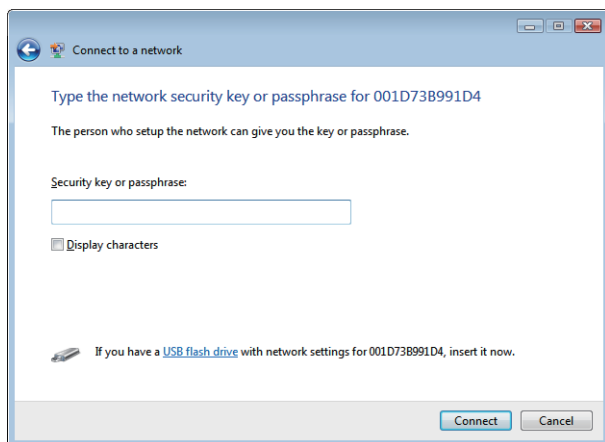 Connect to a network
Type the network security key or passphrase for 001D73B991D4
The person who setup the network can give you the key or passphrase.
Security key or passphrase:
Display characters
If you have a USB flash drive with network settings for 001D73B991D4, insert it now.
Connect Cancel